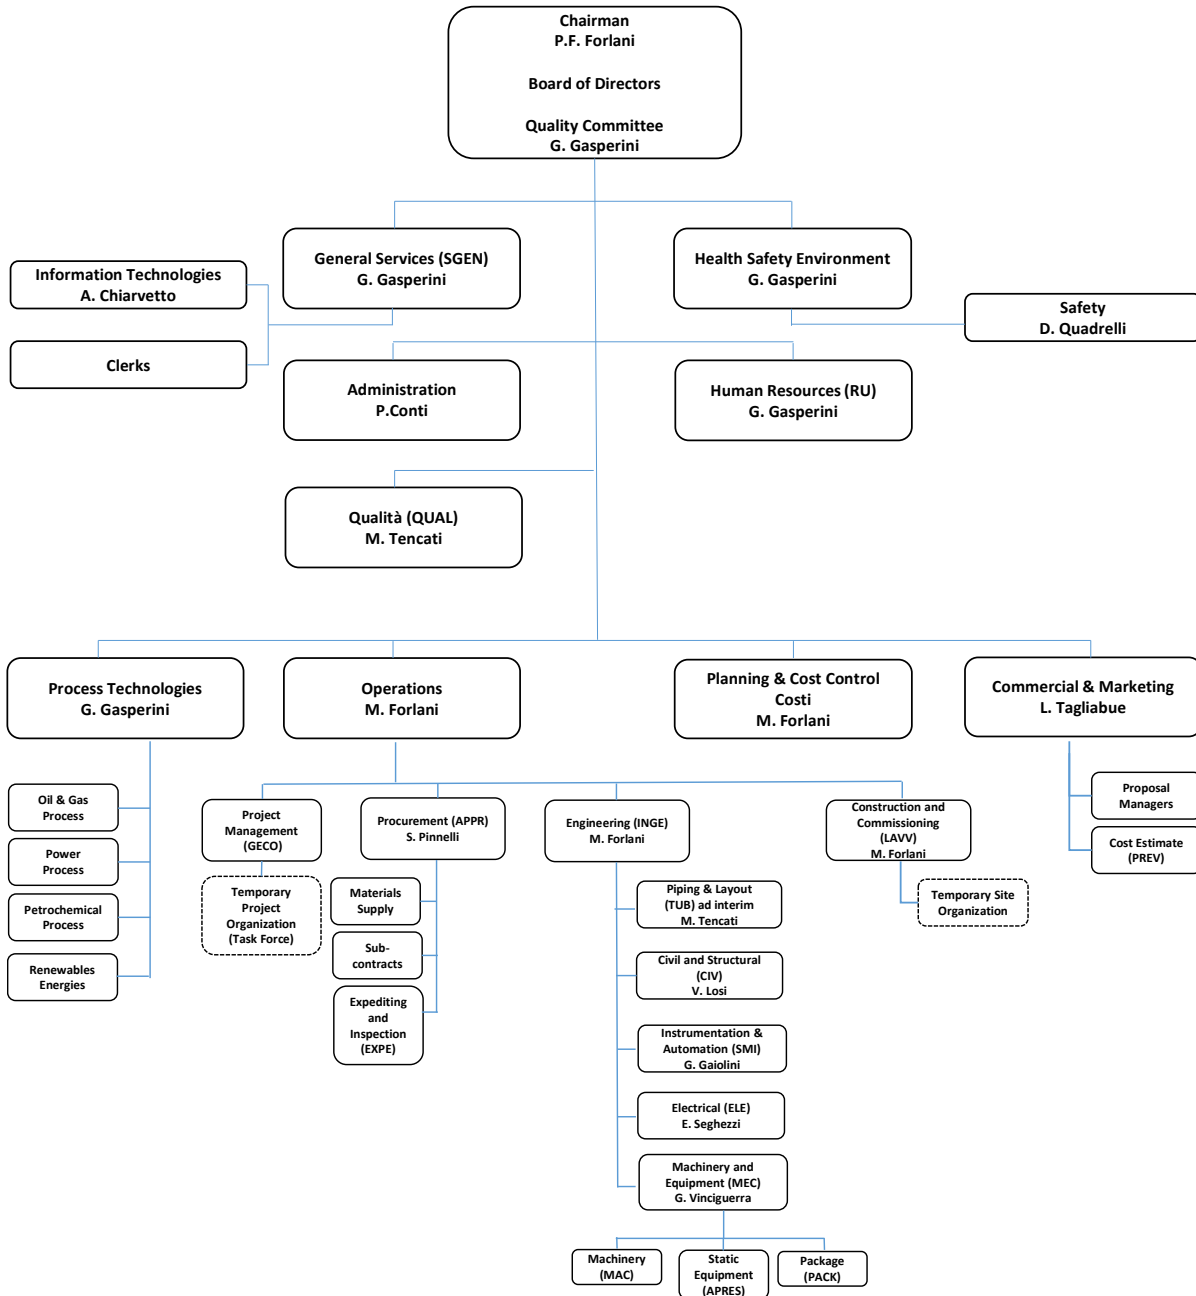 Chairman
P.F. Forlani
Board of Directors
Quality Committee
G. Gasperini
General Services (SGEN)
G. Gasperini
Health Safety Environment
G. Gasperini
Information Technologies
A. Chiarvetto
Safety
D. Quadrelli
Clerks
Administration
P.Conti
Human Resources (RU)
G. Gasperini
Qualità (QUAL)
M. Tencati
Process Technologies
G. Gasperini
Operations
M. Forlani
Planning & Cost Control
Costi
M. Forlani
Commercial & Marketing
L. Tagliabue
Oil & Gas
Process
Power
Process
Petrochemical
Process
Renewables
Energies
Project
Management
(GECO)
Temporary
Project
Organization
(Task Force)
Procurement (APPR)
S. Pinnelli
Materials
Supply
Sub-
contracts
Expediting
and
Inspection
(EXPE)
Engineering (INGE)
M. Forlani
Piping & Layout
(TUB) ad interim
M. Tencati
Civil and Structural
(CIV)
V. Losi
Instrumentation &
Automation (SMI)
G. Gaiolini
Electrical (ELE)
E. Seghezzi
Machinery and
Equipment (MEC)
G. Vinciguerra
Machinery
(MAC)
Static
Equipment
(APRES)
Package
(PACK)
Construction and
Commissioning
(LAVV)
M. Forlani
Temporary Site
Organization
Proposal
Managers
Cost Estimate
(PREV)